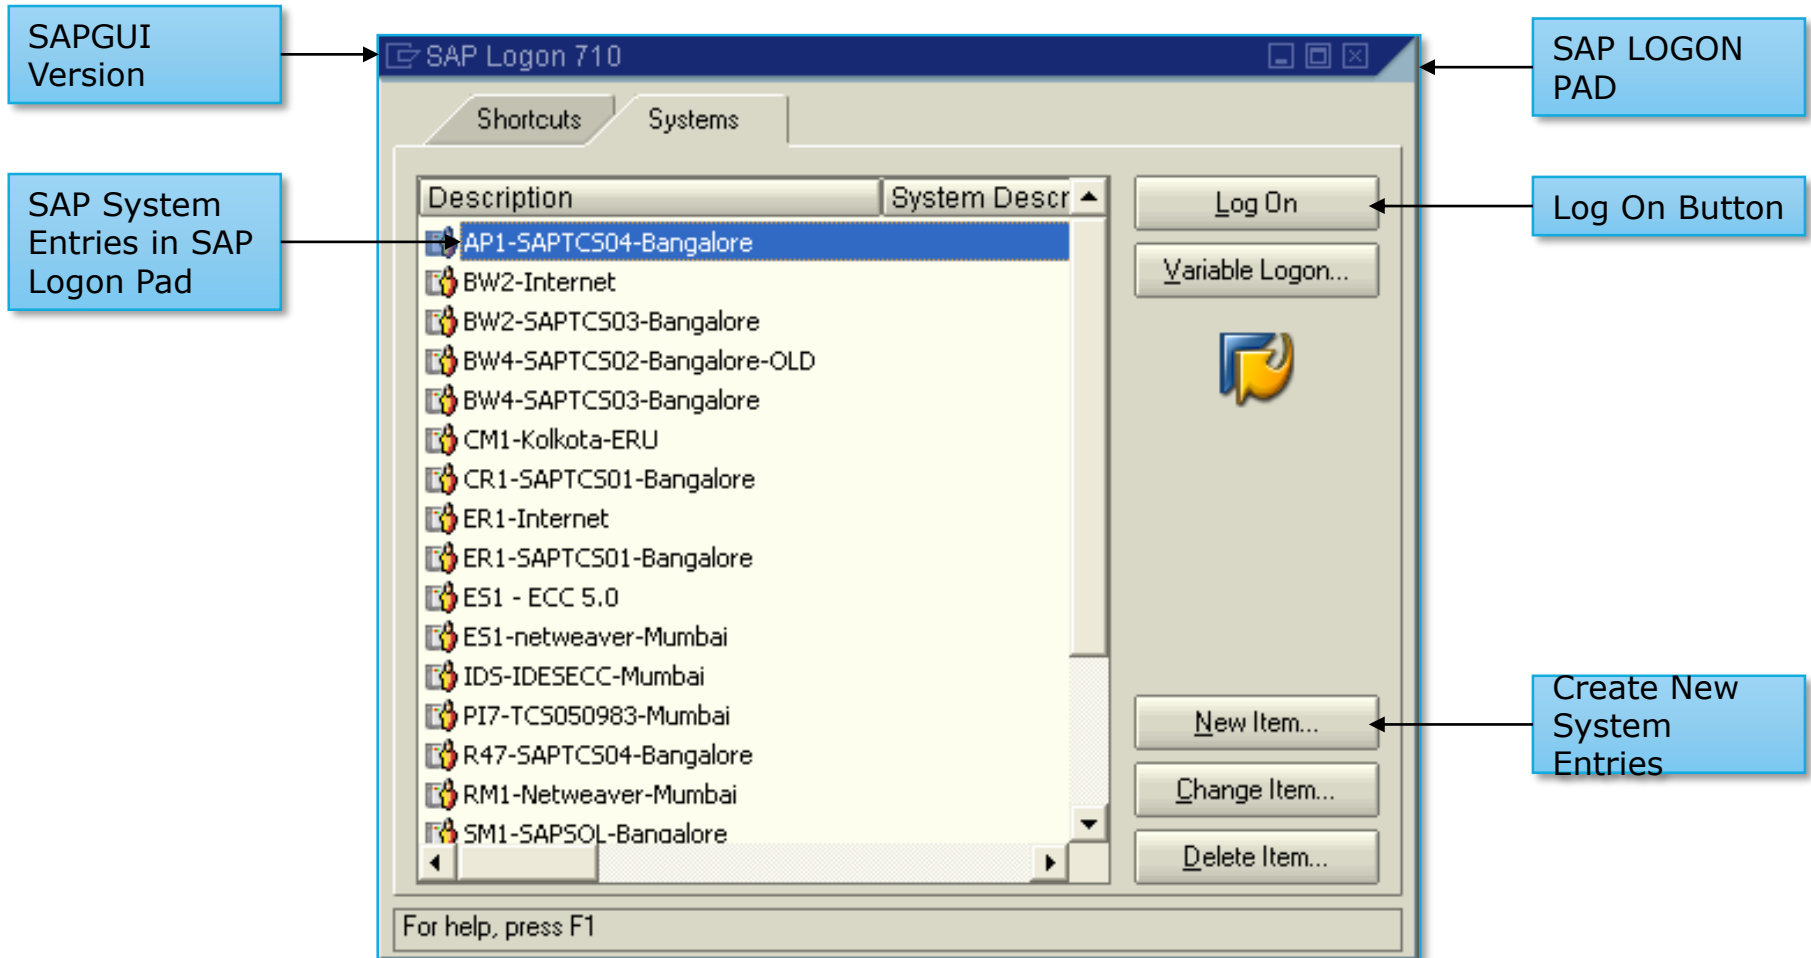 SAPGUI
Version
SAP Logon 710
SAP LOGON
PAD
Shortcuts
Systems
SAP System
Entries in SAP
Logon Pad
Description
System Descr
AP1-SAPTCS04-Bangalore
BW2-Internet
BW2-SAPTCS03-Bangalore
BW4-SAPTCS02-Bangalore-OLD
BW4-SAPTCS03-Bangalore
CM1-Kolkota-ERU
CR1-SAPTCS01-Bangalore
ER1-Internet
ER1-SAPTCS01-Bangalore
ES1 - ECC 5.0
ES1-netweaver-Mumbai
IDS-IDESECC-Mumbai
PI7-TCS050983-Mumbai
R47-SAPTCS04-Bangalore
RM1-Netweaver-Mumbai
SM1-SAPSOL-Bangalore
Log On
Variable Logon...
Log On Button
New Item...
Change Item...
Delete Item...
Create New
System
Entries
For help, press F1